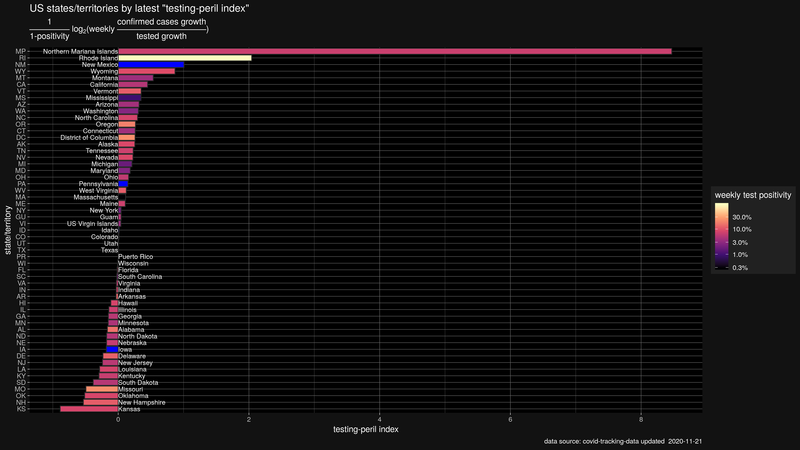 US states/territories by latest "testing-peril index"
1 confirmed cases growth
log2(weekly )
1-positivity tested growth
MP Northern Mariana Islands
RI Rhode Island
NM New Mexico
WY Wyoming
MT Montana
CA California
VT Vermont
MS Mississippi
AZ Arizona
WA Washington
NC North Carolina
OR Oregon
CT Connecticut
DC District of Columbia
AK Alaska
TN Tennessee
NV Nevada
MI Michigan
MD Maryland
OH Ohio
PA Pennsylvania
WV West Virginia
MA Massachusetts
ME Maine
NY New York
GU Guam
VI US Virgin Islands
ID Idaho
CO Colorado
UT Utah
TX Texas
PR Puerto Rico
WI Wisconsin
FL Florida
SC South Carolina
VA Virginia
IN Indiana
AR Arkansas
HI Hawaii
IL Illinois
GA Georgia
MN Minnesota
AL Alabama
ND North Dakota
NE Nebraska
IA Iowa
DE Delaware
NJ New Jersey
LA Louisiana
KY Kentucky
SD South Dakota
MO Missouri
OK Oklahoma
NH New Hampshire
KS Kansas
state/territory
0 2 4 6 8
testing-peril index
weekly test positivity
30.0%
10.0%
3.0%
1.0%
0.3%
data source: covid-tracking-data updated 2020-11-21